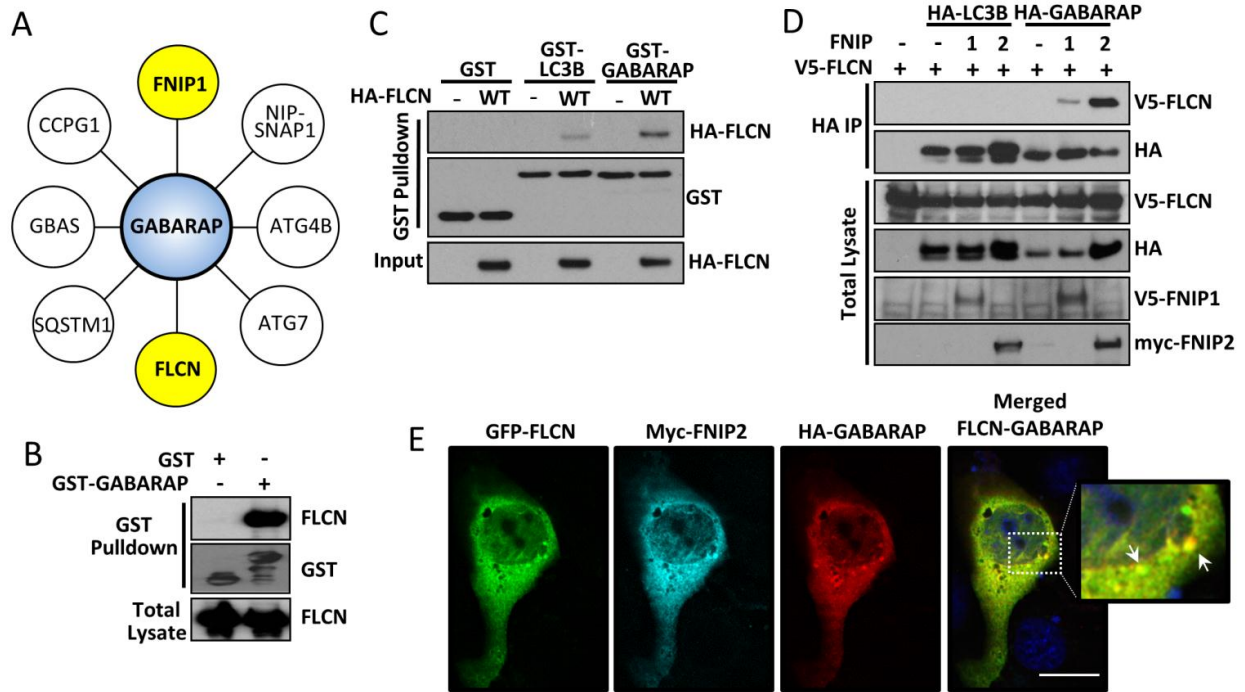 A
FNIP1
CCPG1
NIP-
SNAP1
GBAS
GABARAP
ATG4B
SQSTM1
ATG7
FLCN
B
GST + -
GST-GABARAP - +
GST
Pulldown
FLCN
GST
Total
Lysate
FLCN
C
GST
GST-
LC3B
GST-
GABARAP
HA-FLCN - WT - WT - WT
GST Pulldown
HA-FLCN
GST
Input
HA-FLCN
D
HA-LC3B HA-GABARAP
FNIP - - 1 2 - 1 2
V5-FLCN + + + + + + +
HA IP
V5-FLCN
HA
Total Lysate
V5-FLCN
HA
V5-FNIP1
myc-FNIP2
E
GFP-FLCN
Myc-FNIP2
HA-GABARAP
Merged
FLCN-GABARAP